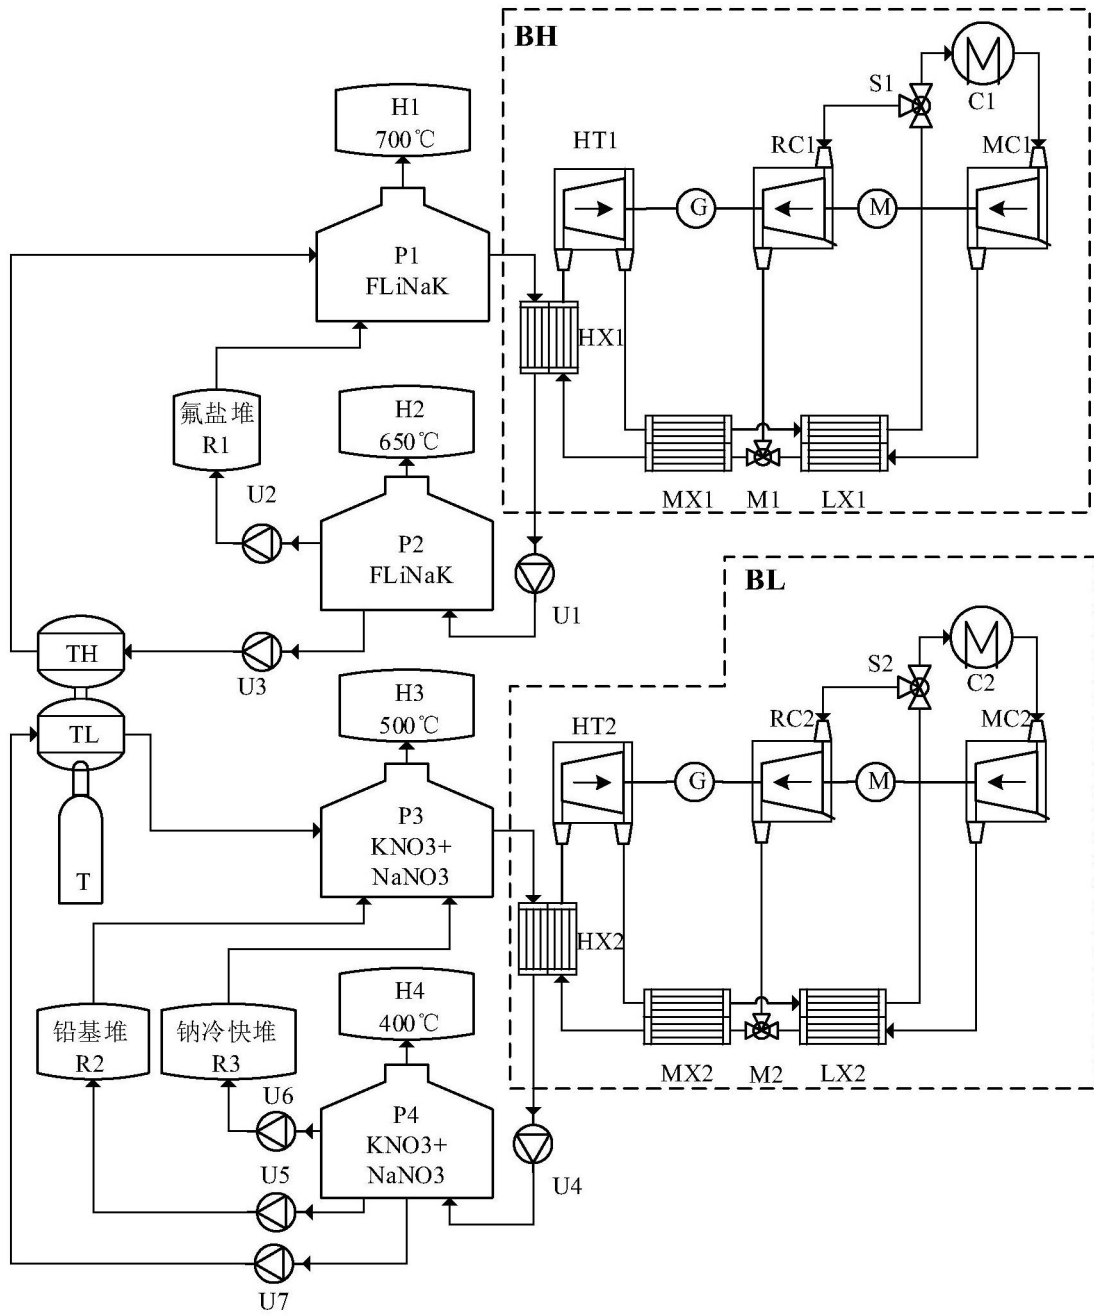 BH
H1
700℃
S1
C1
HT1
RC1
MC1
G
M
P1
FLiNaK
HX1
氟盐堆
R1
H2
650℃
U2
MX1
M1
LX1
P2
FLiNaK
U1
BL
TH
U3
S2
C2
H3
500℃
TL
HT2
RC2
MC2
G
M
P3
KNO3+
NaNO3
T
HX2
H4
400℃
铅基堆
R2
钠冷快堆
R3
MX2
M2
LX2
U6
P4
KNO3+
NaNO3
U5
U4
U7